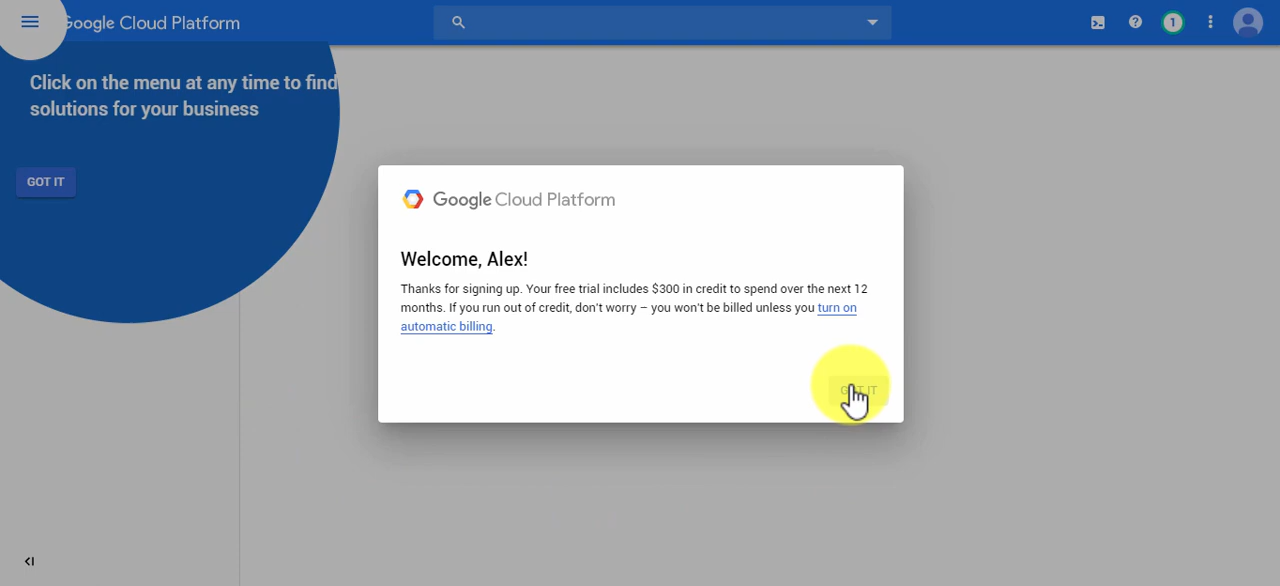 Google Cloud Platform
1
Click on the menu at any time to find
solutions for your business
GOT IT
Google Cloud Platform
Welcome, Alex!
Thanks for signing up. Your free trial includes $300 in credit to spend over the next 12
months. If you run out of credit, don't worry – you won't be billed unless you turn on
automatic billing.
GOT IT